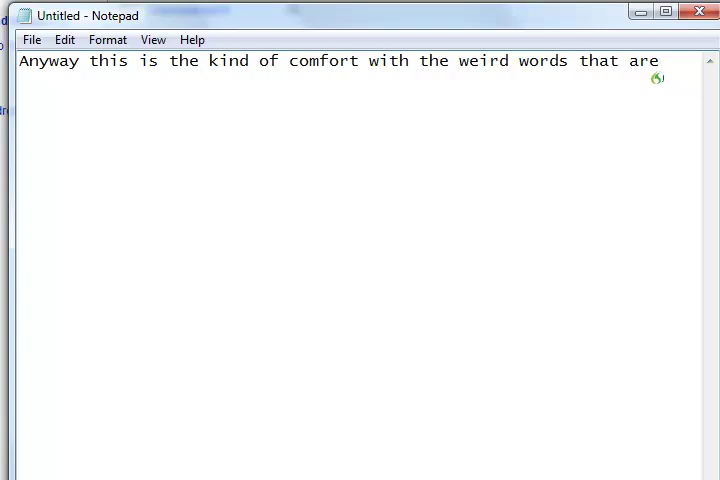 Untitled - Notepad
File Edit Format View Help
Anyway this is the kind of comfort with the weird words that are